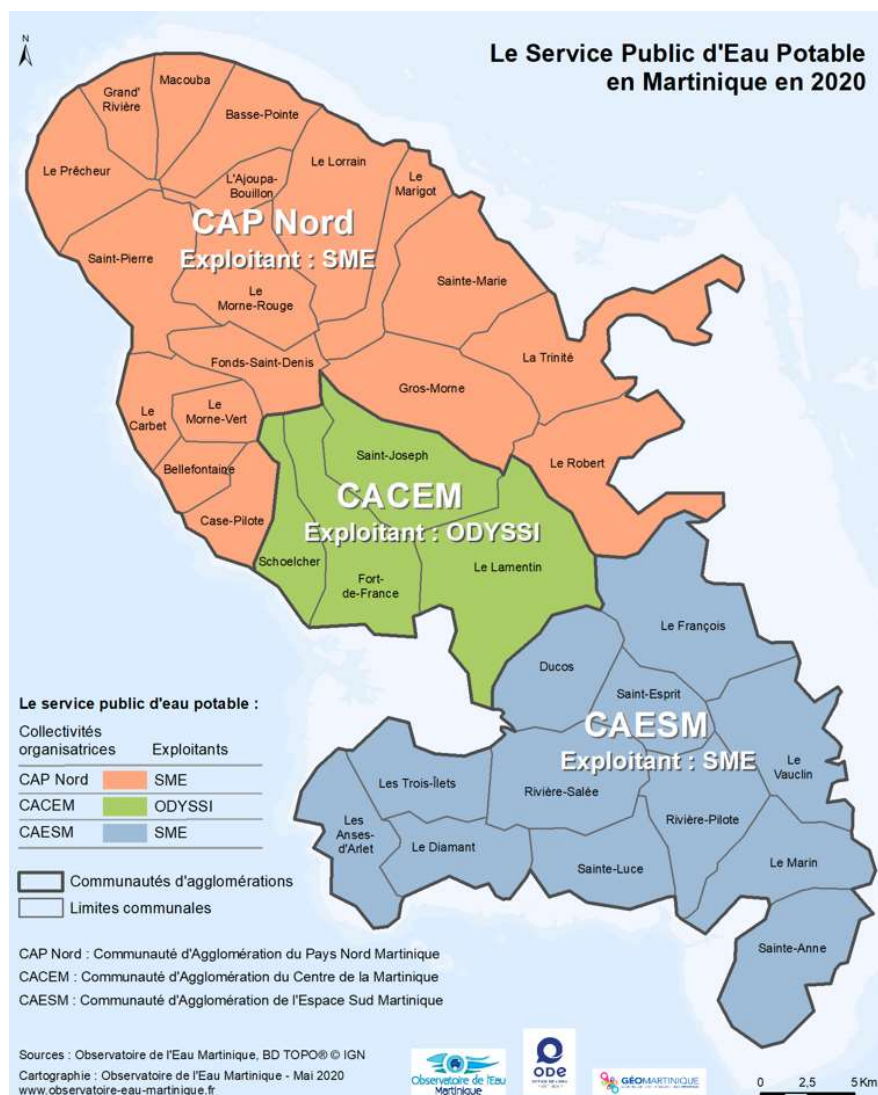 Le Service Public d'Eau Potable
en Martinique en 2020
N
Grand'
Rivière
Macouba
Basse-Pointe
Le Prêcheur
L'Ajoupa-
Bouillon
Le Lorrain
Le
Marigot
CAP Nord
Exploitant : SME
Saint-Pierre
Le
Morne-Rouge
Sainte-Marie
Fonds-Saint-Denis
La Trinité
Gros-Morne
Le
Carbet
Le
Morne-Vert
Bellefontaine
Case-Pilote
Saint-Joseph
Le Robert
CACEM
Exploitant : ODYSSI
Schoelcher
Fort-
de-France
Le Lamentin
Le François
Ducos
Saint-Esprit
CAESM
Exploitant : SME
Le
Vauclin
Les Trois-Îlets
Rivière-Salée
Rivière-Pilote
Les
Anses-
d'Arlet
Le Diamant
Sainte-Luce
Le Marin
Sainte-Anne
Le service public d'eau potable :
Collectivités
organisatrices Exploitants
CAP Nord SME
CACEM ODYSSI
CAESM SME
Communautés d'agglomérations
Limites communales
CAP Nord : Communauté d'Agglomération du Pays Nord Martinique
CACEM : Communauté d'Agglomération du Centre de la Martinique
CAESM : Communauté d'Agglomération de l'Espace Sud Martinique
Sources : Observatoire de l'Eau Martinique, BD TOPO® © IGN
Cartographie : Observatoire de l'Eau Martinique - Mai 2020
www.observatoire-eau-martinique.fr
Observatoire de l'Eau
Martinique
ODE
GÉOMARTINIQUE
0 2,5 5 Km